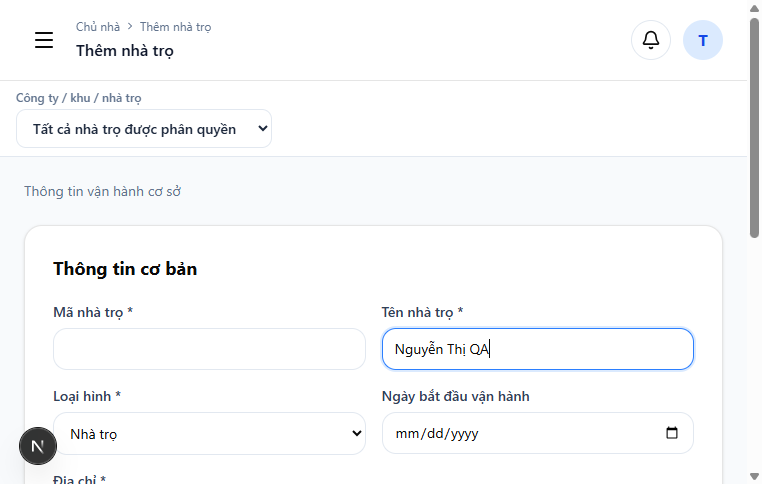 Chủ nhà > Thêm nhà trọ
Thêm nhà trọ
T
Công ty / khu / nhà trọ
Tất cả nhà trọ được phân quyền
Thông tin vận hành cơ sở
Thông tin cơ bản
Mã nhà trọ *
Tên nhà trọ *
Nguyễn Thị QA
Loại hình *
Ngày bắt đầu vận hành
Nhà trọ
mm/dd/yyyy
N
Địa chỉ *